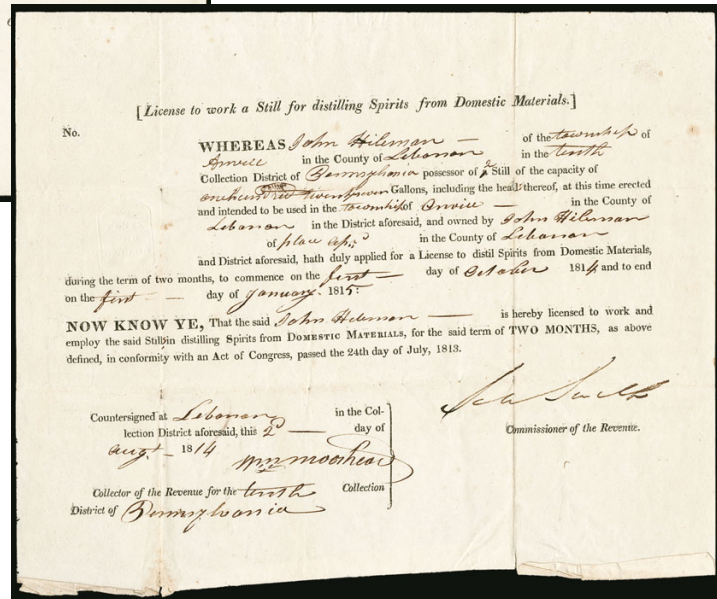 [License to work a Still for distilling Spirits from Domestic Materials.]
No.
WHEREAS John Hileman — of the township of
Anvill in the County of Lebanon in the tenth
Collection District of Pennsylvania possessor of 2 Still of the capacity of
one hundred twenty seven Gallons, including the head thereof, at this time erected
and intended to be used in the township of Anvill — in the County of
Lebanon in the District aforesaid, and owned by John Hileman
of place in the County of Lebanon
and District aforesaid, hath duly applied for a License to distil Spirits from Domestic Materials,
during the term of two months, to commence on the first — day of October 1814 and to end
on the first — day of January 1815:
NOW KNOW YE, That the said John Hileman — is hereby licensed to work and
employ the said Still in distilling Spirits from DOMESTIC MATERIALS, for the said term of TWO MONTHS, as above
defined, in conformity with an Act of Congress, passed the 24th day of July, 1813.
Countersigned at Lebanon in the Col-
lection District aforesaid, this 2d — day of
Augt. 1814
Wm Moorhead
Smith
Commissioner of the Revenue.
Collector of the Revenue for the tenth Collection
District of Pennsylvania